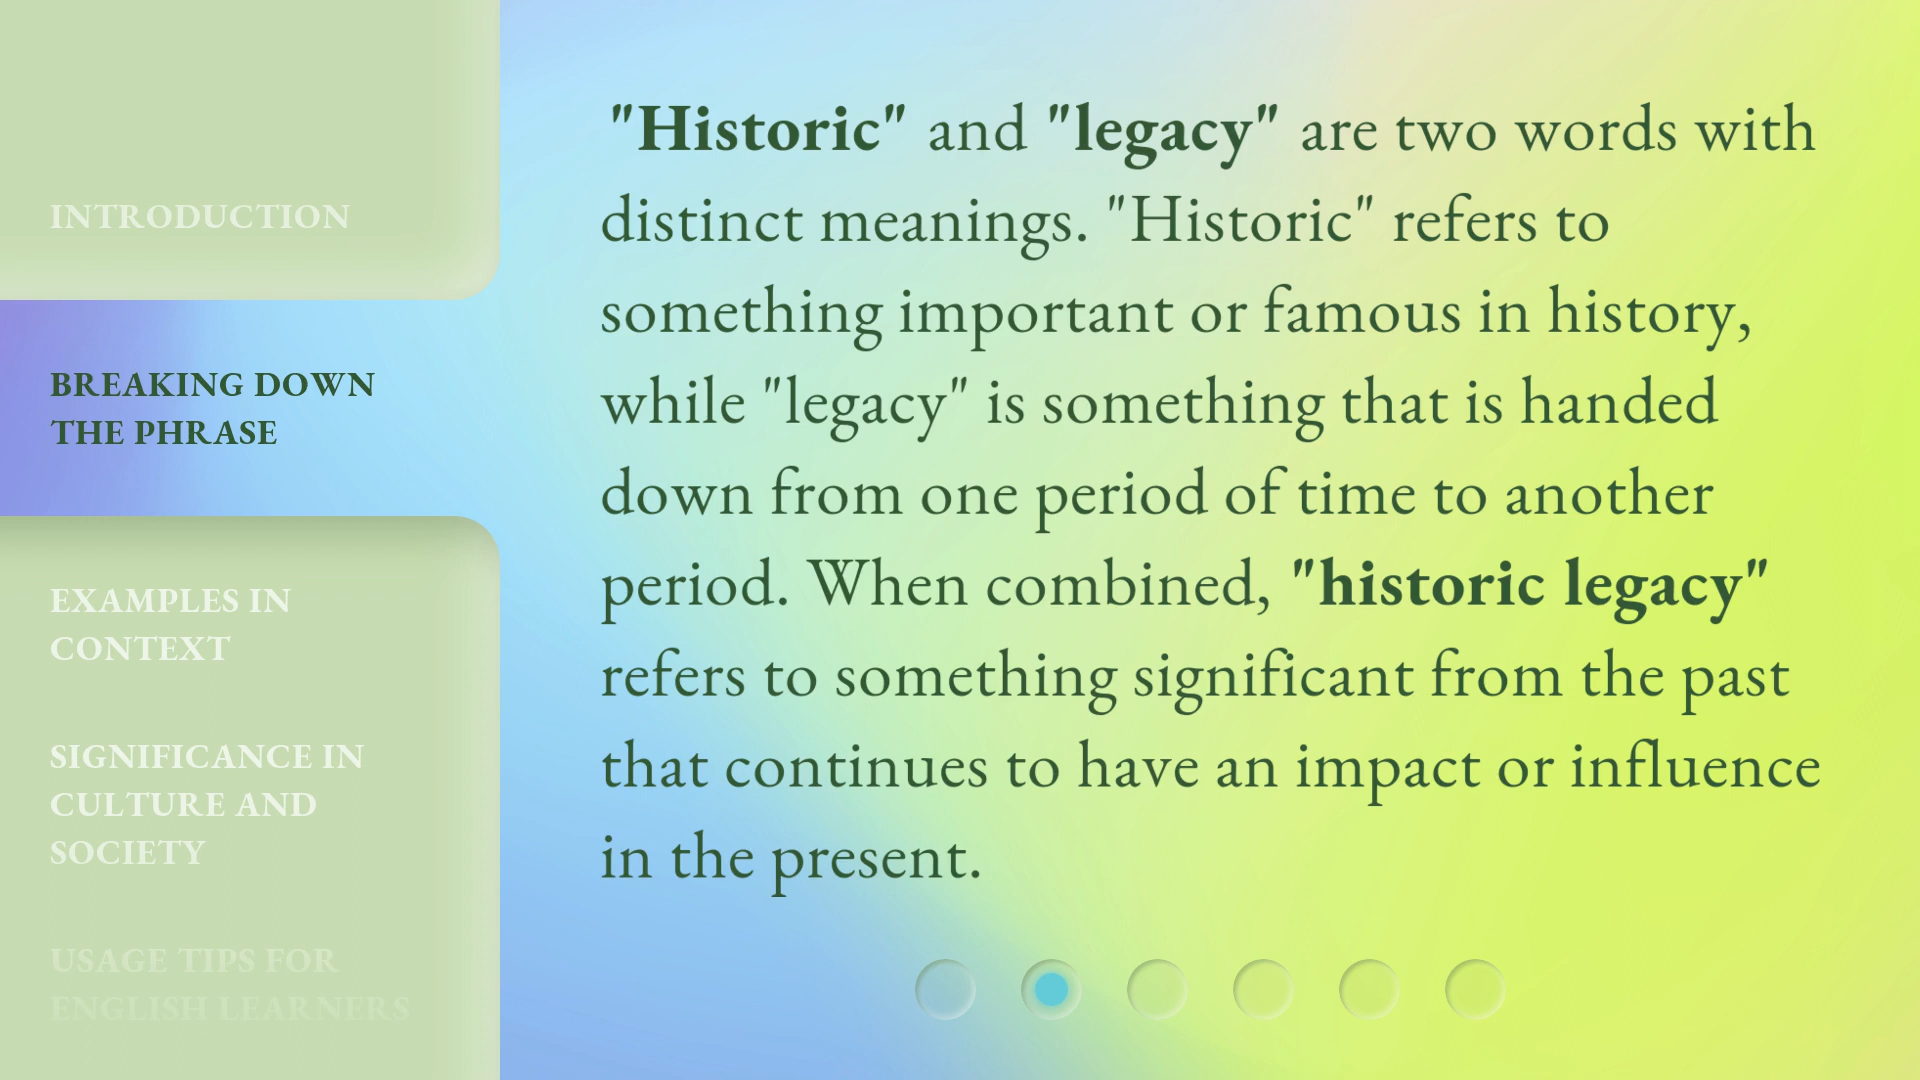 INTRODUCTION
BREAKING DOWN
THE PHRASE
EXAMPLES IN
CONTEXT
SIGNIFICANCE IN
CULTURE AND
SOCIETY
USAGE TIPS FOR
ENGLISH LEARNERS
"Historic" and "legacy" are two words with
distinct meanings. "Historic" refers to
something important or famous in history,
while "legacy" is something that is handed
down from one period of time to another
period. When combined, "historic legacy"
refers to something significant from the past
that continues to have an impact or influence
in the present.